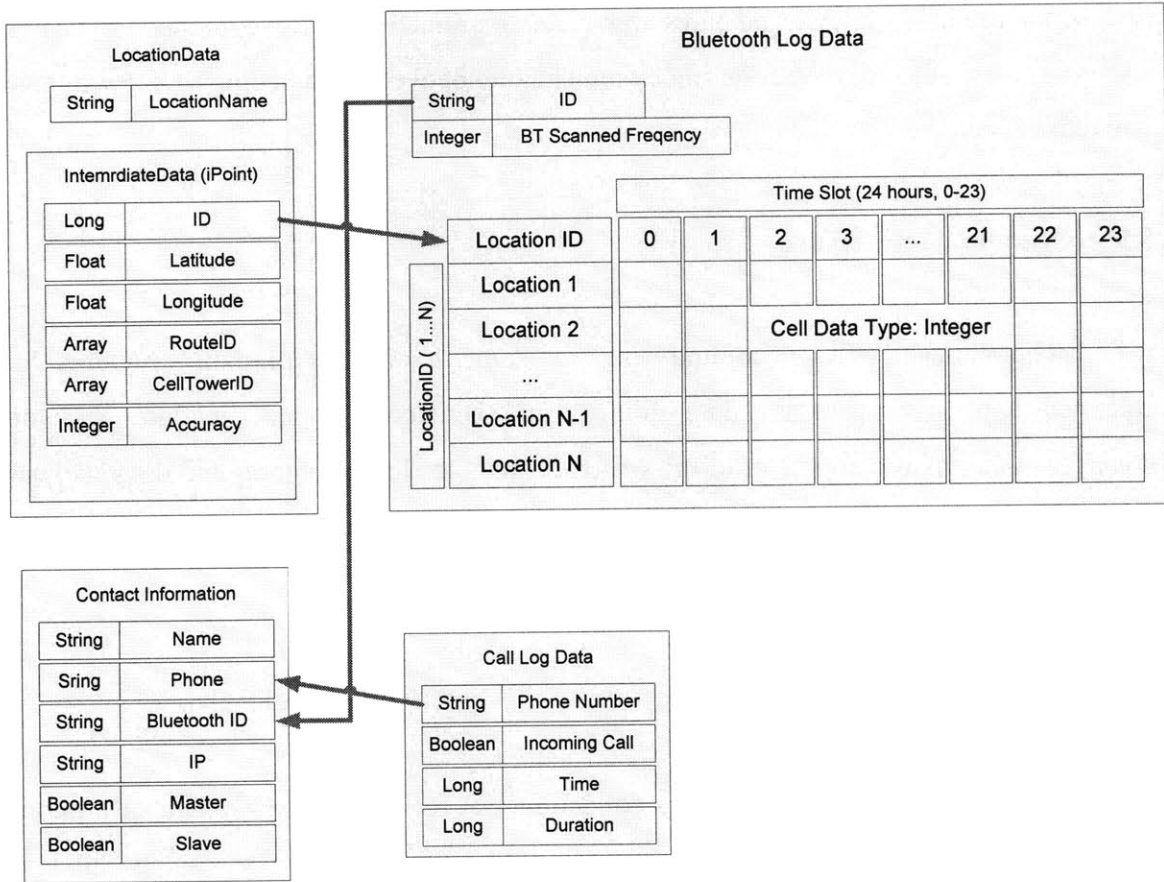 LocationData
String LocationName
IntemrdiateData (iPoint)
Long ID
Float Latitude
Float Longitude
Array RouteID
Array CellTowerID
Integer Accuracy
Bluetooth Log Data
String ID
Integer BT Scanned Freqency
Time Slot (24 hours, 0-23)
Location ID 0 1 2 3 ... 21 22 23
LocationID ( 1...N)
Location 1
Location 2 Cell Data Type: Integer
...
Location N-1
Location N
Contact Information
String Name
Sring Phone
String Bluetooth ID
String IP
Boolean Master
Boolean Slave
Call Log Data
String Phone Number
Boolean Incoming Call
Long Time
Long Duration